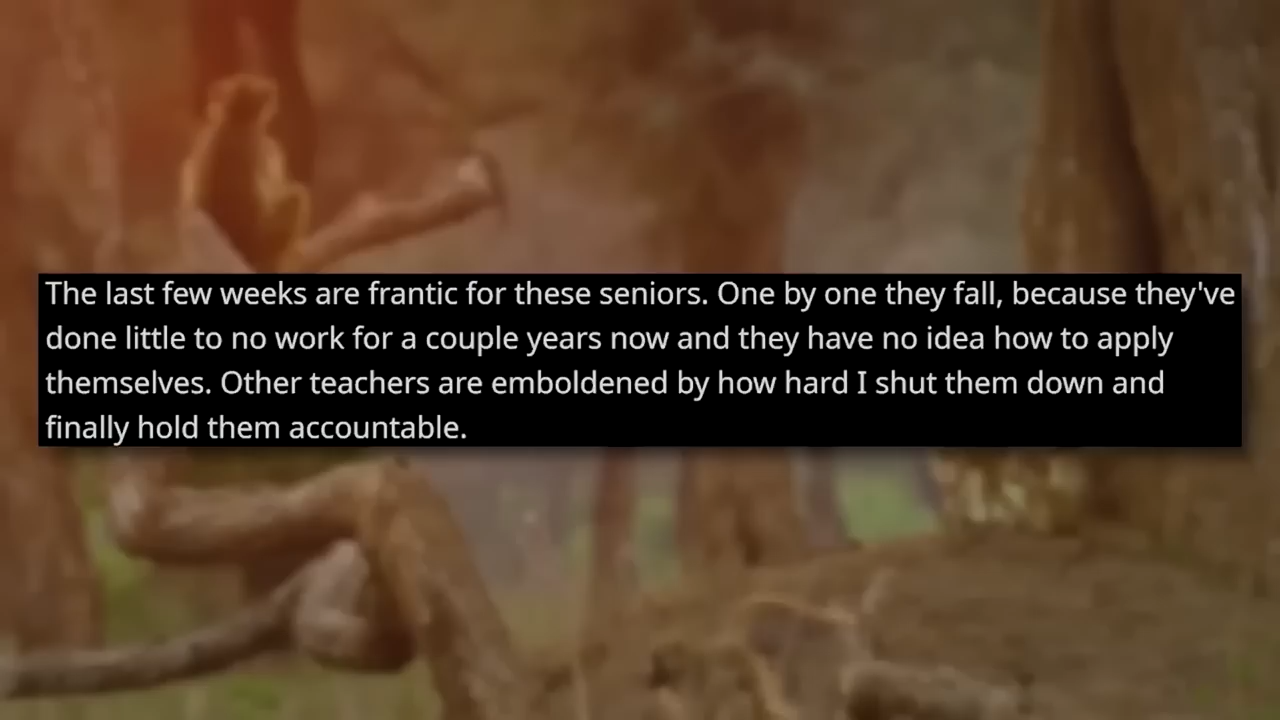 The last few weeks are frantic for these seniors. One by one they fall, because they've
done little to no work for a couple years now and they have no idea how to apply
themselves. Other teachers are emboldened by how hard I shut them down and
finally hold them accountable.